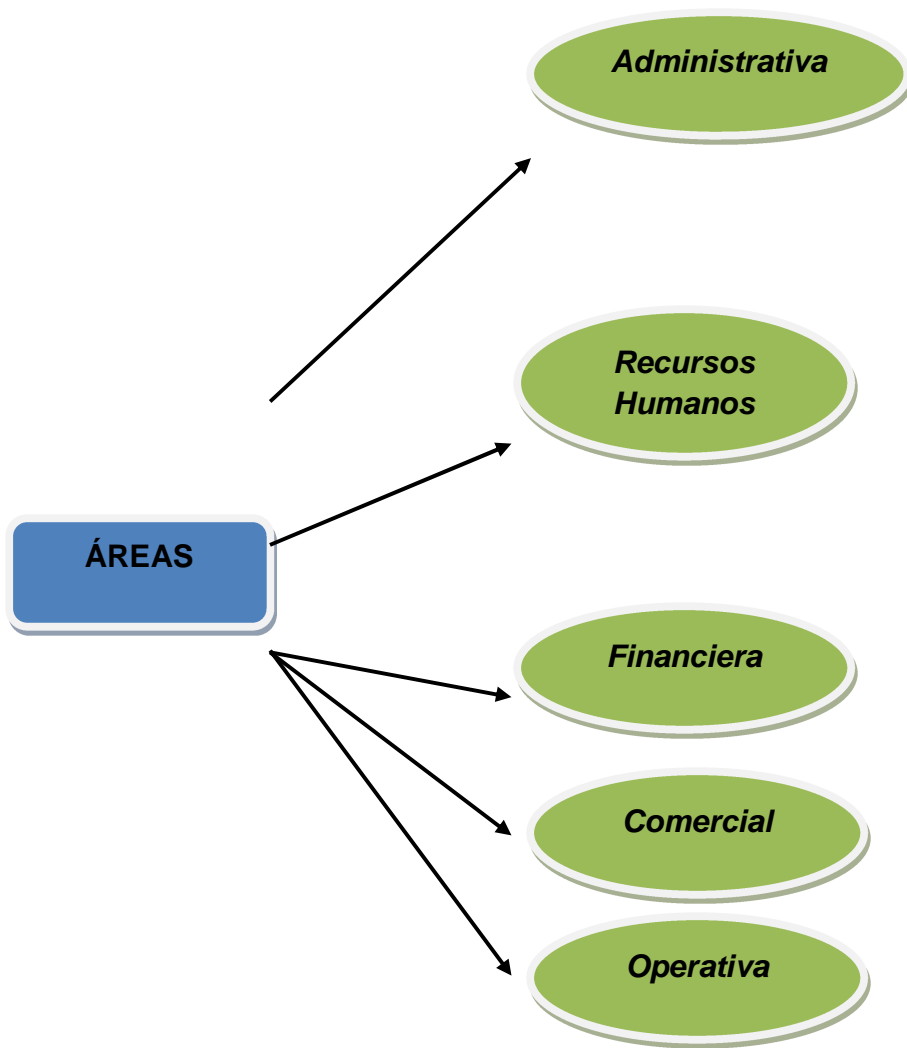 Administrativa
Recursos
Humanos
ÁREAS
Financiera
Comercial
Operativa